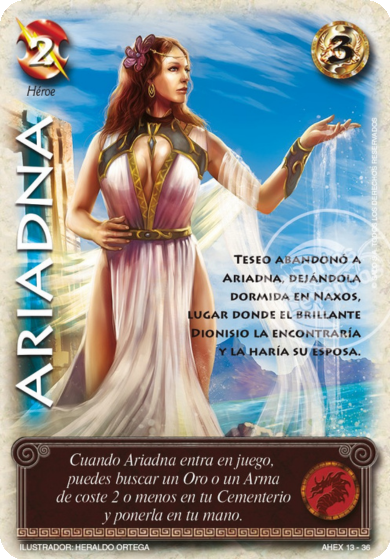 2
Héroe
3
ARIADNA
Teseo abandonó a
Ariadna, dejándola
dormida en Naxos,
lugar donde el brillante
Dionisio la encontraría
y la haría su esposa.
Cuando Ariadna entra en juego,
puedes buscar un Oro o un Arma
de coste 2 o menos en tu Cementerio
y ponerla en tu mano.
ILUSTRADOR: HERALDO ORTEGA
AHEX 13 - 36